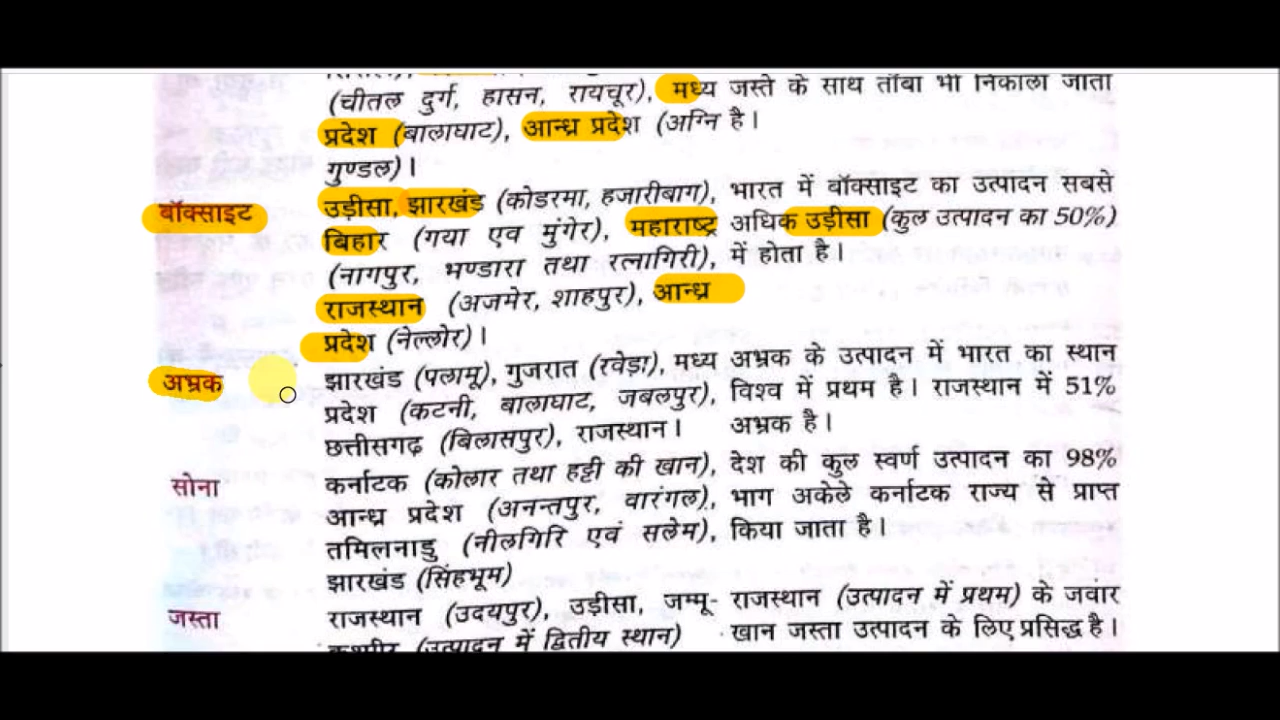 (चीतल दुर्ग, हासन, रायचूर), मध्य जस्ते के साथ ताँबा भी निकाला जाता
प्रदेश (बालाघाट), आन्ध्र प्रदेश (अग्नि है।
गुण्डल)।
बॉक्साइट उड़ीसा, झारखंड (कोडरमा, हजारीबाग), भारत में बॉक्साइट का उत्पादन सबसे
बिहार (गया एव मुंगेर), महाराष्ट्र अधिक उड़ीसा (कुल उत्पादन का 50%)
(नागपुर, भण्डारा तथा रत्नागिरी), में होता है।
राजस्थान (अजमेर, शाहपुर), आन्ध्र
प्रदेश (नेल्लोर)।
अभ्रक झारखंड (पलामू), गुजरात (रवेड़ा), मध्य अभ्रक के उत्पादन में भारत का स्थान
प्रदेश (कटनी, बालाघाट, जबलपुर), विश्व में प्रथम है। राजस्थान में 51%
छत्तीसगढ़ (बिलासपुर), राजस्थान। अभ्रक है।
सोना कर्नाटक (कोलार तथा हट्टी की खान), देश की कुल स्वर्ण उत्पादन का 98%
आन्ध्र प्रदेश (अनन्तपुर, वारंगल), भाग अकेले कर्नाटक राज्य से प्राप्त
तमिलनाडु (नीलगिरि एवं सलेम), किया जाता है।
झारखंड (सिंहभूम)
जस्ता राजस्थान (उदयपुर), उड़ीसा, जम्मू- राजस्थान (उत्पादन में प्रथम) के जवार
कश्मीर (उत्पादन में द्वितीय स्थान) खान जस्ता उत्पादन के लिए प्रसिद्ध है।